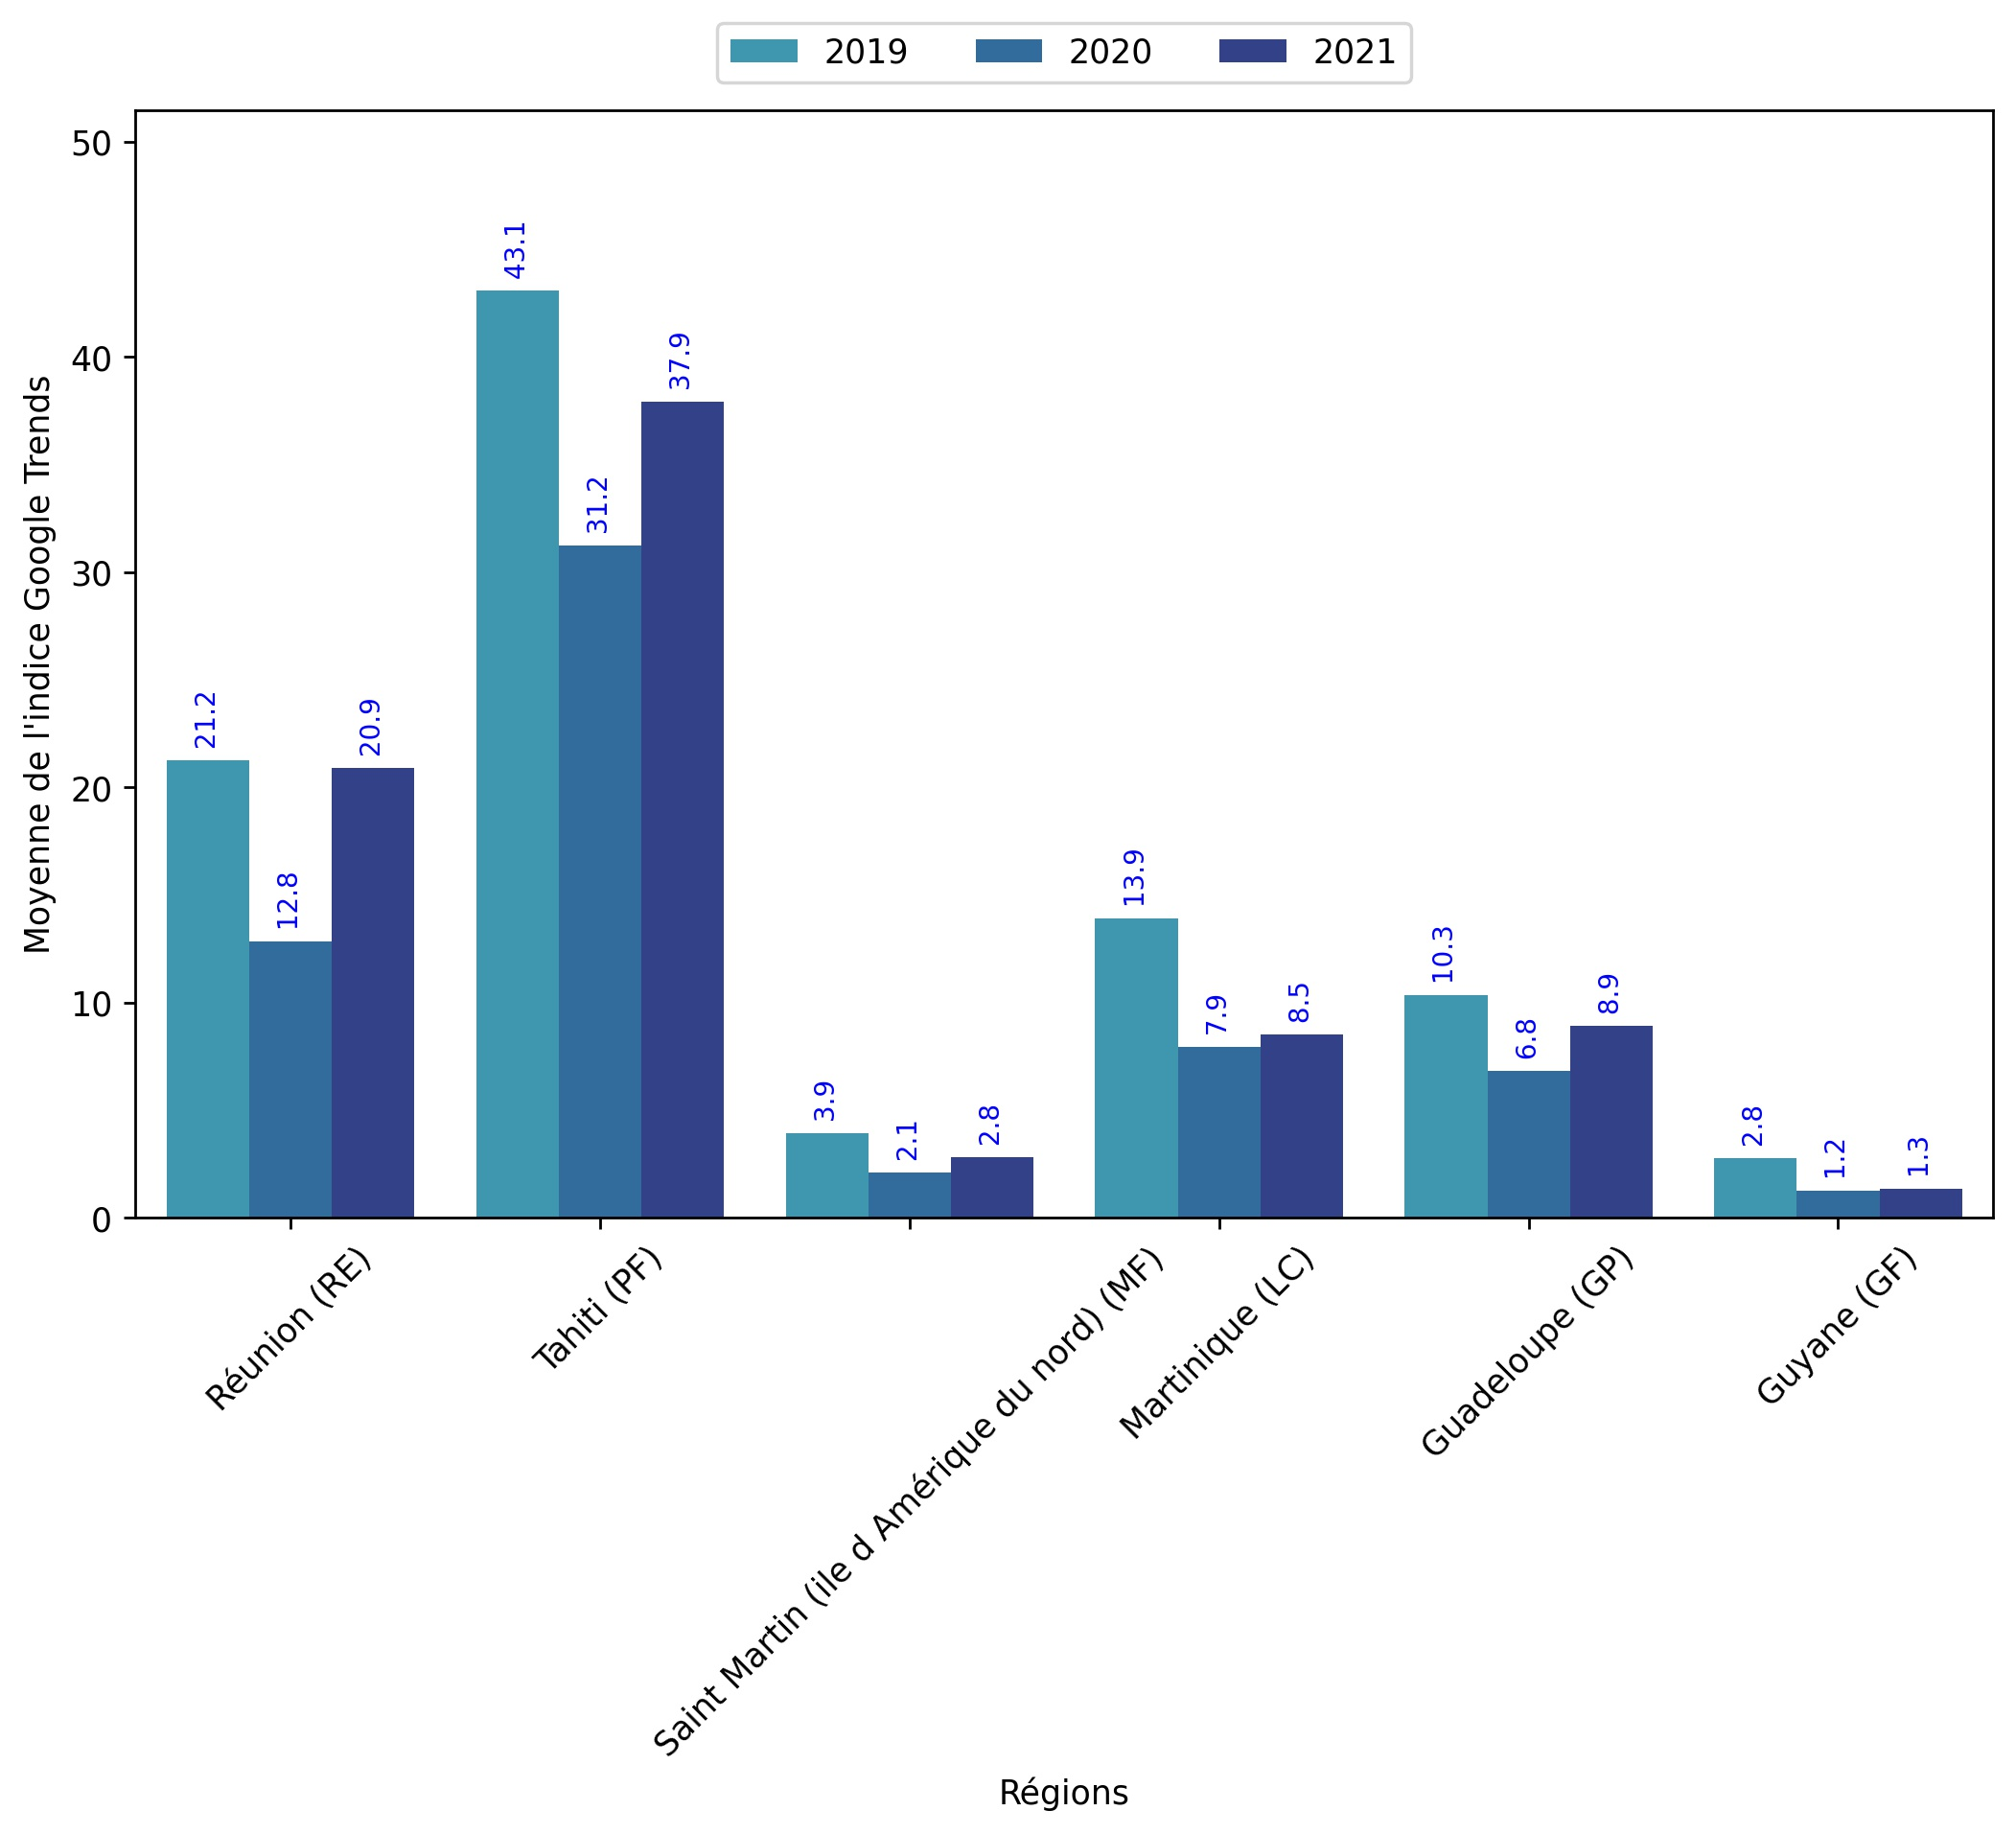 2019 2020 2021
Moyenne de l'indice Google Trends
50
40
30
20
10
0
21.2
12.8
20.9
43.1
31.2
37.9
3.9
2.1
2.8
13.9
7.9
8.5
10.3
6.8
8.9
2.8
1.2
1.3
Réunion (RE)
Tahiti (PF)
Saint Martin (ile d Amérique du nord) (MF)
Martinique (LC)
Guadeloupe (GP)
Guyane (GF)
Régions